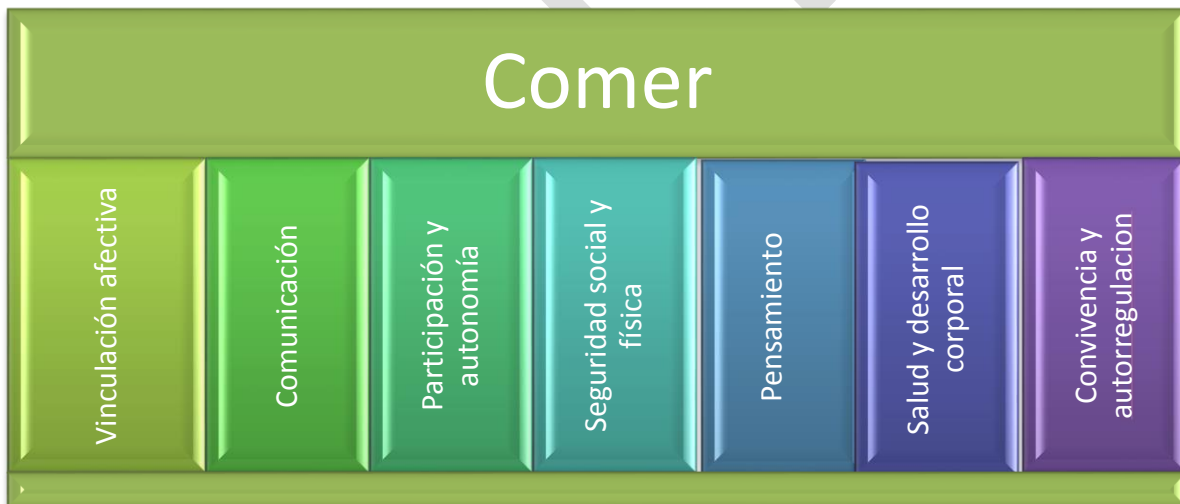 Comer
Vinculación afectiva
Comunicación
Participación y
autonomía
Seguridad social y
física
Pensamiento
Salud y desarrollo
corporal
Convivencia y
autorregulacion